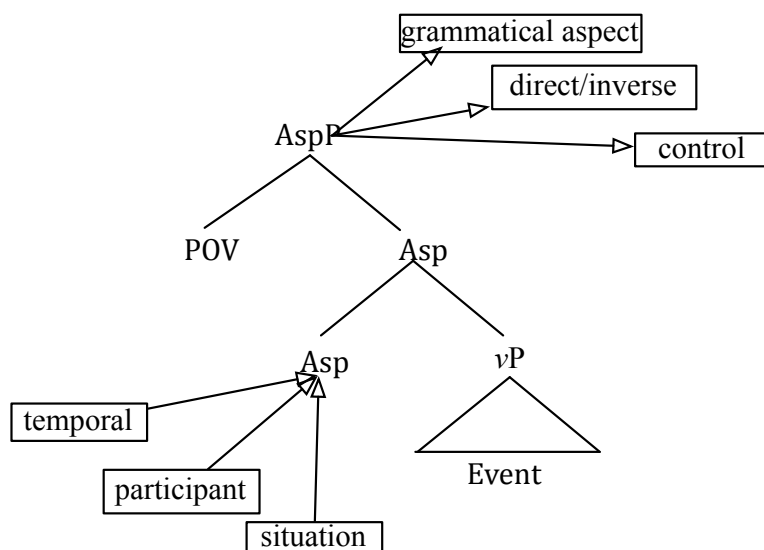 grammatical aspect
direct/inverse
AspP
control
POV
Asp
Asp
vP
temporal
participant
Event
situation